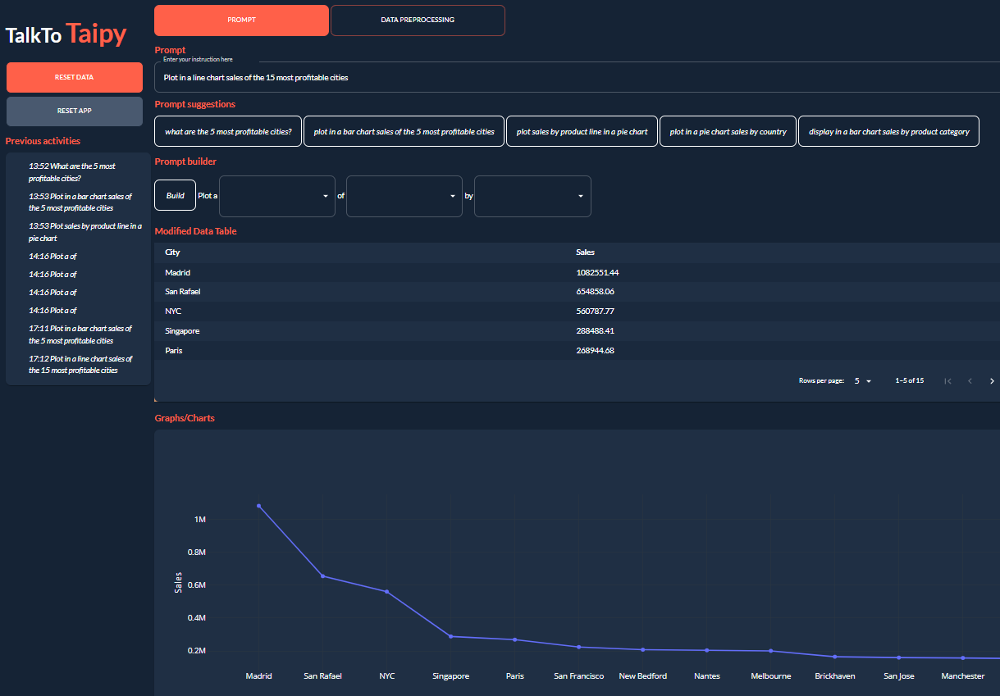 TalkTo Taipy
RESET DATA
RESET APP
Previous activities
13:52 What are the 5 most
profitable cities?
13:53 Plot in a bar chart sales of
the 5 most profitable cities
13:53 Plot sales by product line in a
pie chart
14:16 Plot a of
14:16 Plot a of
14:16 Plot a of
14:16 Plot a of
17:11 Plot in a bar chart sales of
the 5 most profitable cities
17:12 Plot in a line chart sales of
the 15 most profitable cities
PROMPT
DATA PREPROCESSING
Prompt
Enter your instruction here
Plot in a line chart sales of the 15 most profitable cities
Prompt suggestions
what are the 5 most profitable cities?
plot in a bar chart sales of the 5 most profitable cities
plot sales by product line in a pie chart
plot in a pie chart sales by country
display in a bar chart sales by product category
Prompt builder
Build Plot a of by
Modified Data Table
City Sales
Madrid 1082551.44
San Rafael 654858.06
NYC 560787.77
Singapore 288488.41
Paris 268944.68
Rows per page: 5 1–5 of 15
Graphs/Charts
1M
0.8M
0.6M
0.4M
0.2M
Sales
Madrid San Rafael NYC Singapore Paris San Francisco New Bedford Nantes Melbourne Brickhaven San Jose Manchester